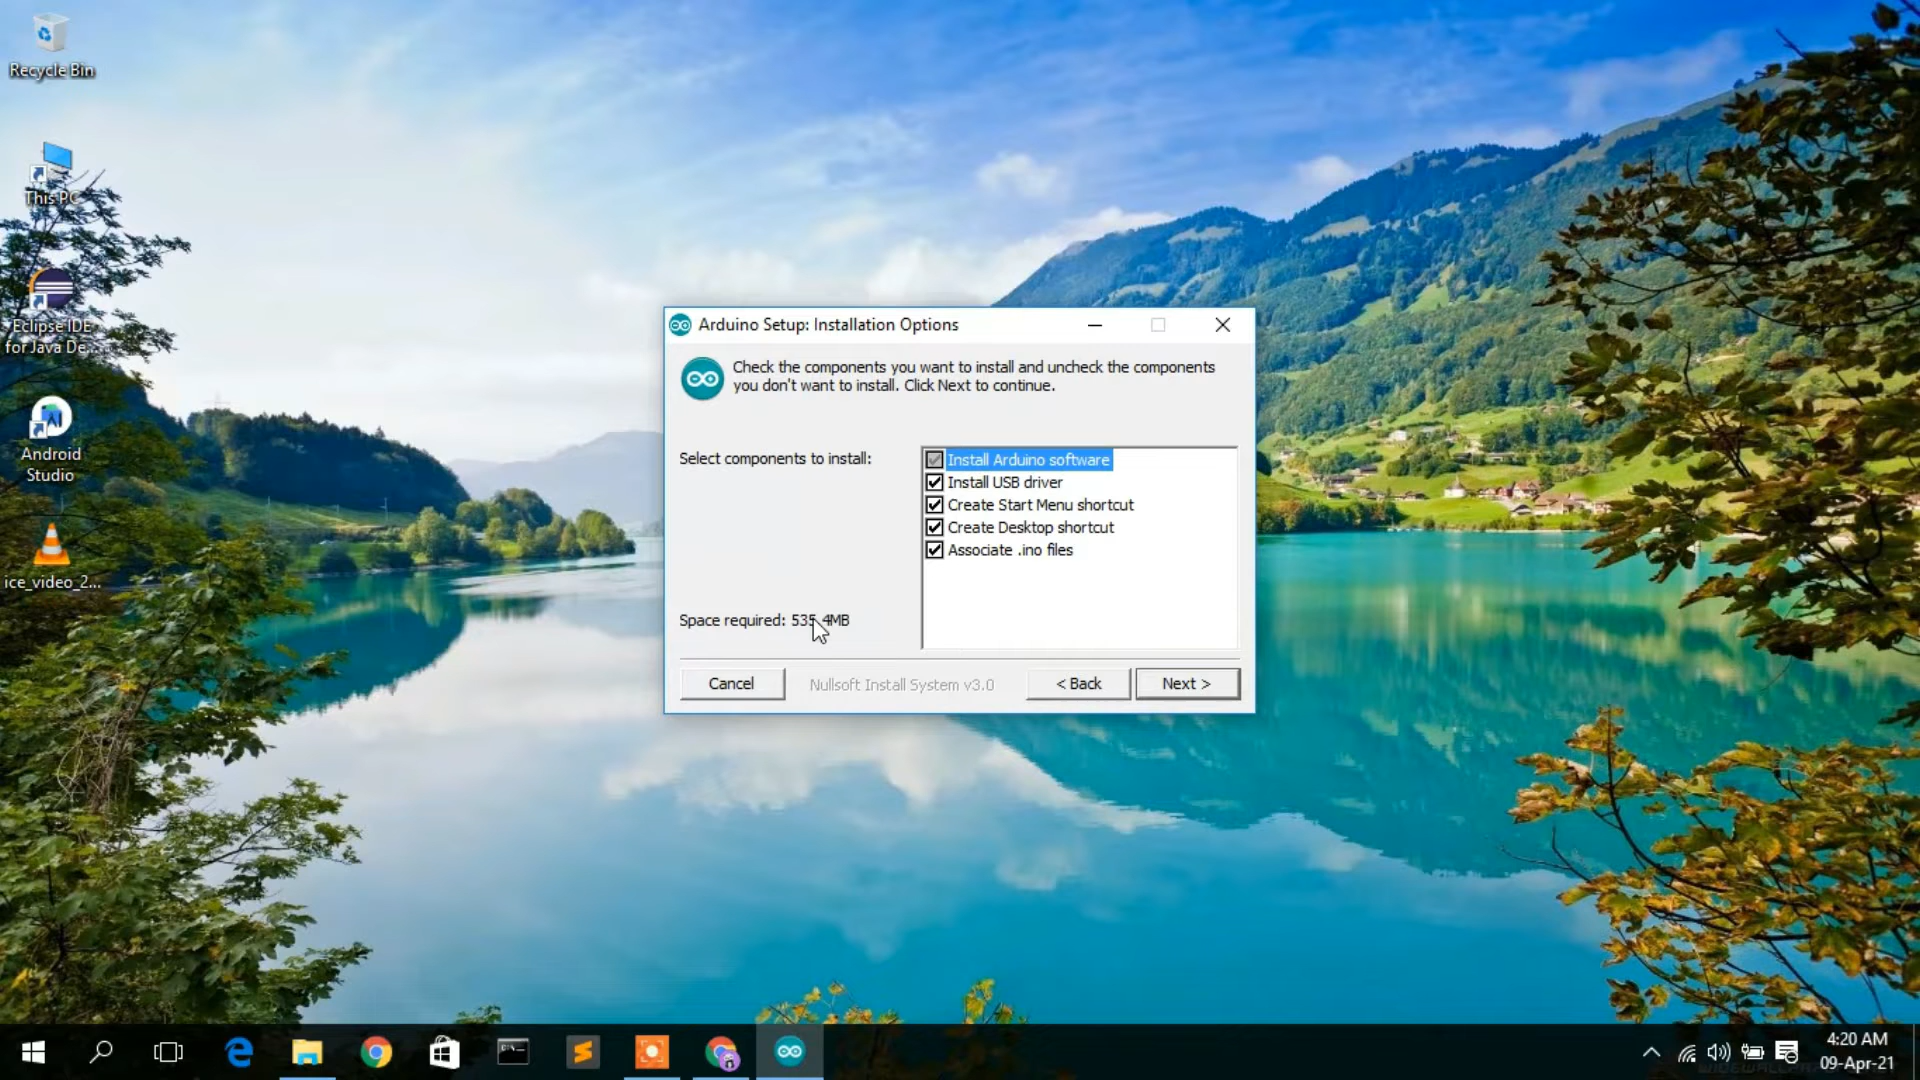 Recycle Bin
This PC
Eclipse IDE
for Java De...
Android
Studio
ice_video_2...
Arduino Setup: Installation Options
Check the components you want to install and uncheck the components
you don't want to install. Click Next to continue.
Select components to install:
Install Arduino software
Install USB driver
Create Start Menu shortcut
Create Desktop shortcut
Associate .ino files
Space required: 535.4MB
Cancel
Nullsoft Install System v3.0
< Back
Next >
4:20 AM
09-Apr-21